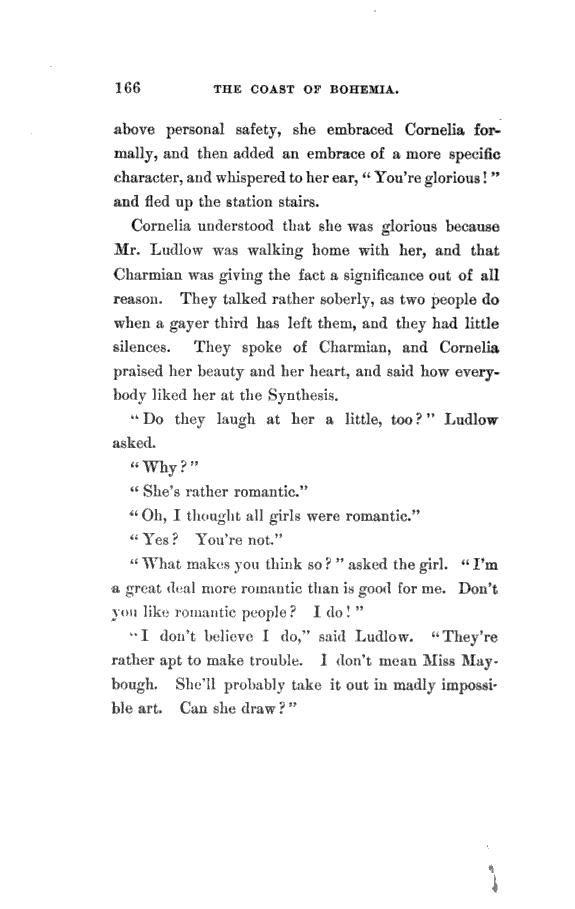 166 THE COAST OF BOHEMIA.
above personal safety, she embraced Cornelia for-
mally, and then added an embrace of a more specific
character, and whispered to her ear, “ You're glorious! ”
and fled up the station stairs.
Cornelia understood that she was glorious because
Mr. Ludlow was walking home with her, and that
Charmian was giving the fact a significance out of all
reason. They talked rather soberly, as two people do
when a gayer third has left them, and they had little
silences. They spoke of Charmian, and Cornelia
praised her beauty and her heart, and said how every-
body liked her at the Synthesis.
“ Do they laugh at her a little, too? ” Ludlow
asked.
“ Why? ”
“ She's rather romantic.”
“ Oh, I thought all girls were romantic.”
“ Yes? You're not.”
“ What makes you think so? ” asked the girl. “ I'm
a great deal more romantic than is good for me. Don't
you like romantic people? I do! ”
“ I don't believe I do,” said Ludlow. “ They're
rather apt to make trouble. I don't mean Miss May-
bough. She'll probably take it out in madly impossi-
ble art. Can she draw? ”